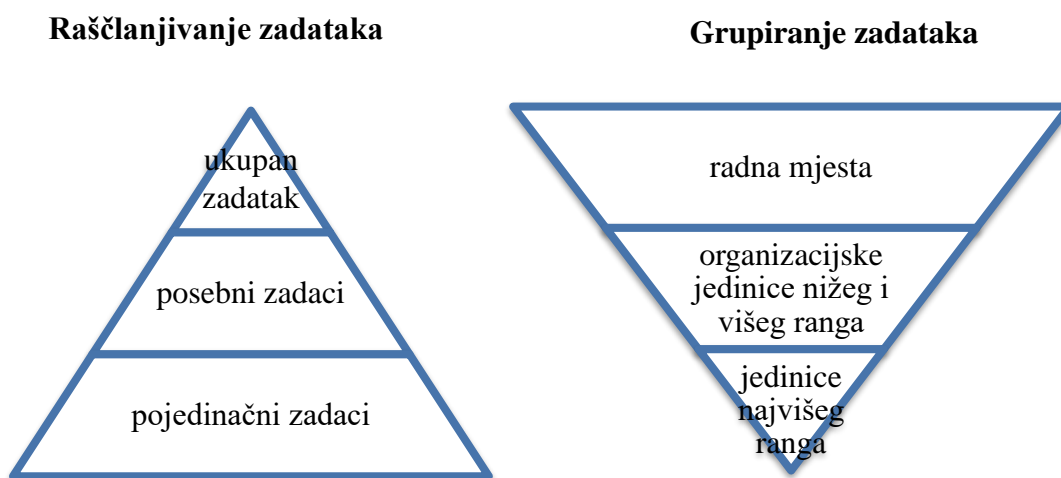 Raščlanjivanje zadataka
ukupan
zadatak
posebni zadaci
pojedinačni zadaci
Grupiranje zadataka
radna mjesta
organizacijske
jedinice nižeg i
višeg ranga
jedinice
najvišeg
ranga